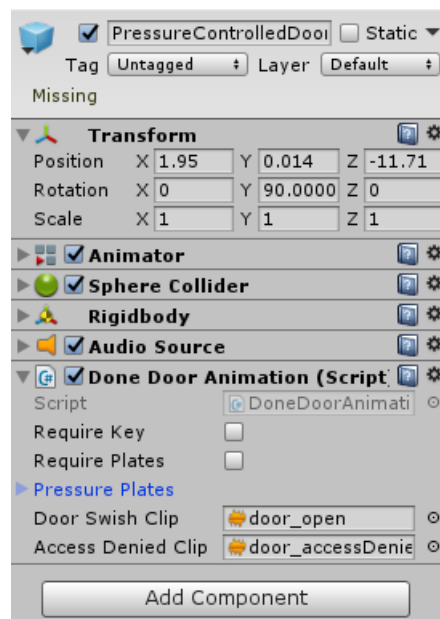 PressureControlledDooı Static
Tag Untagged Layer Default
Missing
Transform
Position X 1.95 Y 0.014 Z -11.71
Rotation X 0 Y 90.0000 Z 0
Scale X 1 Y 1 Z 1
Animator
Sphere Collider
Rigidbody
Audio Source
Done Door Animation (Script)
Script DoneDoorAnimati
Require Key
Require Plates
Pressure Plates
Door Swish Clip door_open
Access Denied Clip door_accessDenie
Add Component